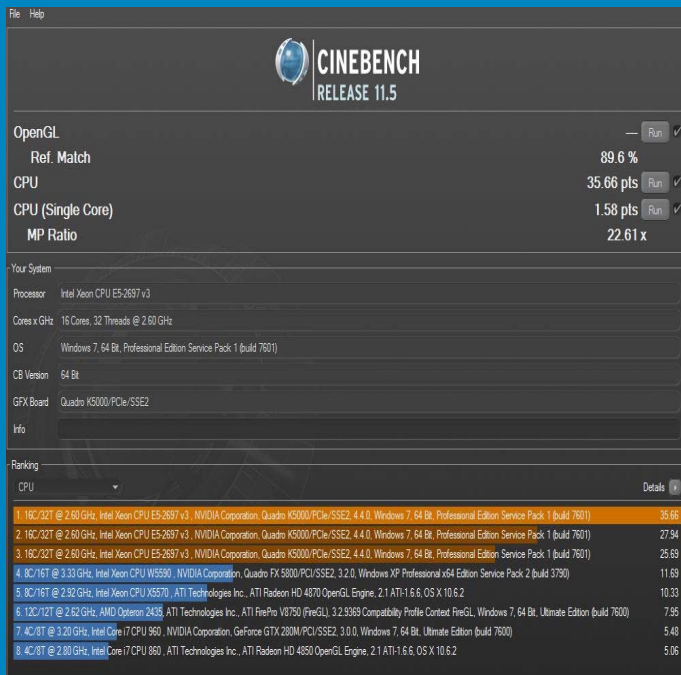 File Help
CINEBENCH
RELEASE 11.5
OpenGL — Run
Ref. Match 89.6 %
CPU 35.66 pts Run
CPU (Single Core) 1.58 pts Run
MP Ratio 22.61 x
Your System
Processor Intel Xeon CPU E5-2697 v3
Cores x GHz 16 Cores, 32 Threads @ 2.60 GHz
OS Windows 7, 64 Bit, Professional Edition Service Pack 1 (build 7601)
CB Version 64 Bit
GFX Board Quadro K5000/PCIe/SSE2
Info
Ranking
CPU Details
1. 16C/32T @ 2.60 GHz, Intel Xeon CPU E5-2697 v3 , NVIDIA Corporation, Quadro K5000/PCIe/SSE2, 4.4.0, Windows 7, 64 Bit, Professional Edition Service Pack 1 (build 7601) 35.66
2. 16C/32T @ 2.60 GHz, Intel Xeon CPU E5-2697 v3 , NVIDIA Corporation, Quadro K5000/PCIe/SSE2, 4.4.0, Windows 7, 64 Bit, Professional Edition Service Pack 1 (build 7601) 27.94
3. 16C/32T @ 2.60 GHz, Intel Xeon CPU E5-2697 v3 , NVIDIA Corporation, Quadro K5000/PCIe/SSE2, 4.4.0, Windows 7, 64 Bit, Professional Edition Service Pack 1 (build 7601) 25.69
4. 8C/16T @ 3.33 GHz, Intel Xeon CPU W5590 , NVIDIA Corporation, Quadro FX 5800/PCI/SSE2, 3.2.0, Windows XP Professional x64 Edition Service Pack 2 (build 3790) 11.69
5. 8C/16T @ 2.92 GHz, Intel Xeon CPU X5570 , ATI Technologies Inc., ATI Radeon HD 4870 OpenGL Engine, 2.1 ATI-1.6.6, OS X 10.6.2 10.33
6. 12C/12T @ 2.62 GHz, AMD Opteron 2435, ATI Technologies Inc., ATI FirePro V8750 (FireGL), 3.2.9369 Compatibility Profile Context FireGL, Windows 7, 64 Bit, Ultimate Edition (build 7600) 7.95
7. 4C/8T @ 3.20 GHz, Intel Core i7 CPU 960 , NVIDIA Corporation, GeForce GTX 280M/PCI/SSE2, 3.0.0, Windows 7, 64 Bit, Ultimate Edition (build 7600) 5.48
8. 4C/8T @ 2.80 GHz, Intel Core i7 CPU 860 , ATI Technologies Inc., ATI Radeon HD 4850 OpenGL Engine, 2.1 ATI-1.6.6, OS X 10.6.2 5.06